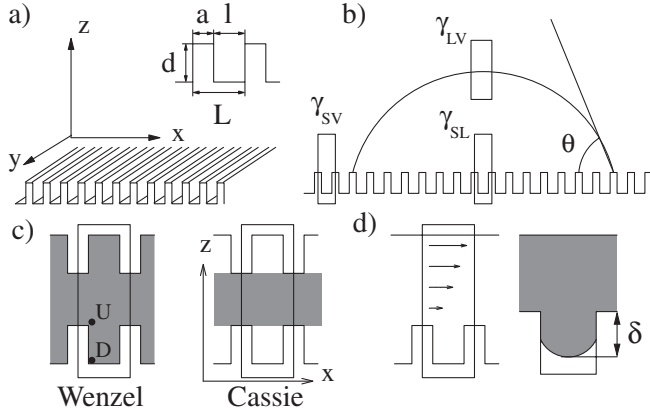 a)
z
x
y
a
l
d
L
b)
γLV
γSV
γSL
θ
c)
U
D
Wenzel
z
x
Cassie
d)
δ